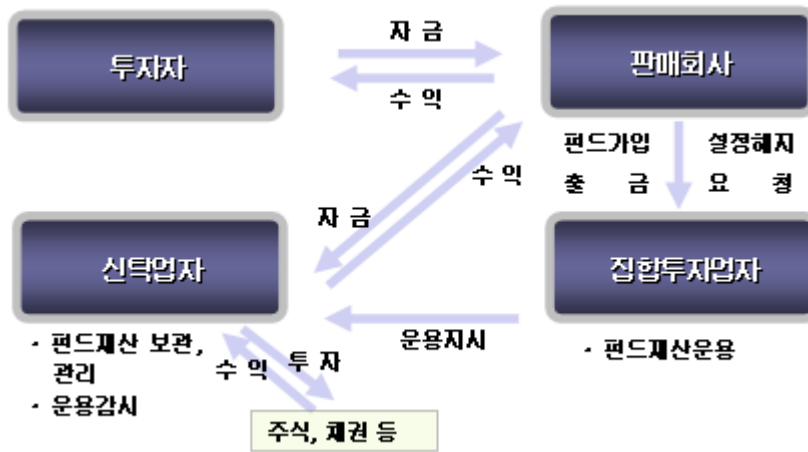 자 금
투자자
판매회사
수 익
펀드가입 설정해지
출 금 요 청
수 익
자 금
신탁업자
집합투자업자
운용지시
· 펀드재산 보관,
관리
· 운용감시
수 익
투 자
· 펀드재산운용
주식, 채권 등